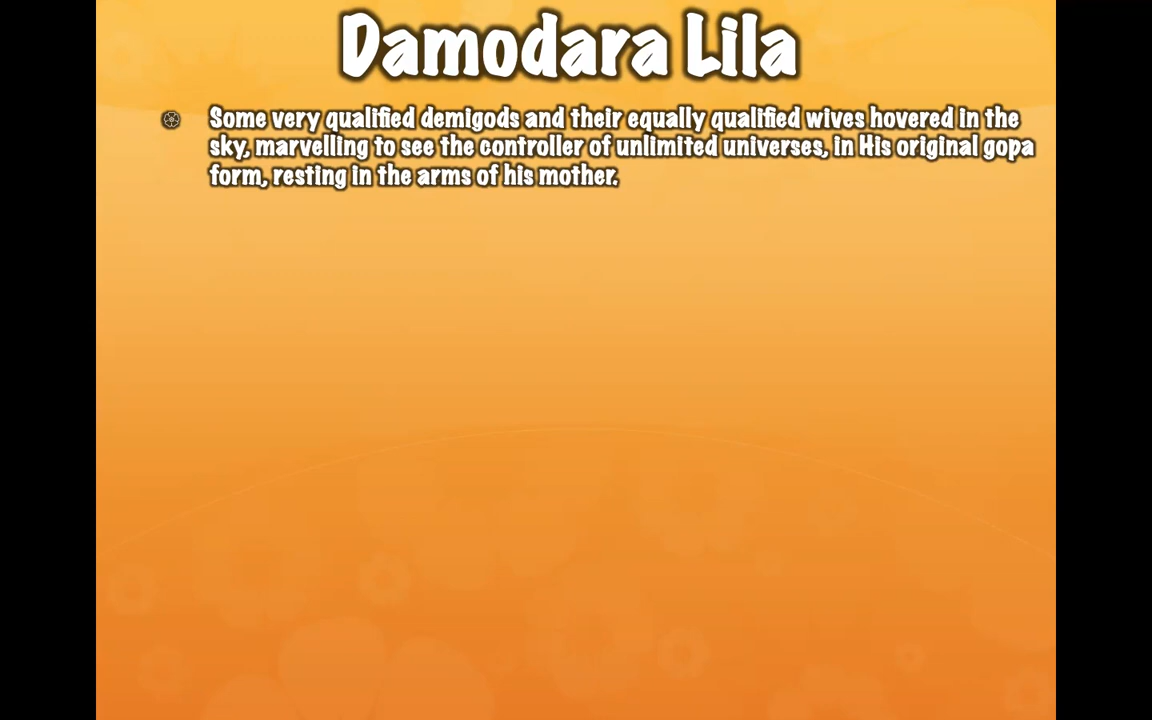 Damodara Lila
Some very qualified demigods and their equally qualified wives hovered in the
sky, marvelling to see the controller of unlimited universes, in His original gopa
form, resting in the arms of his mother.